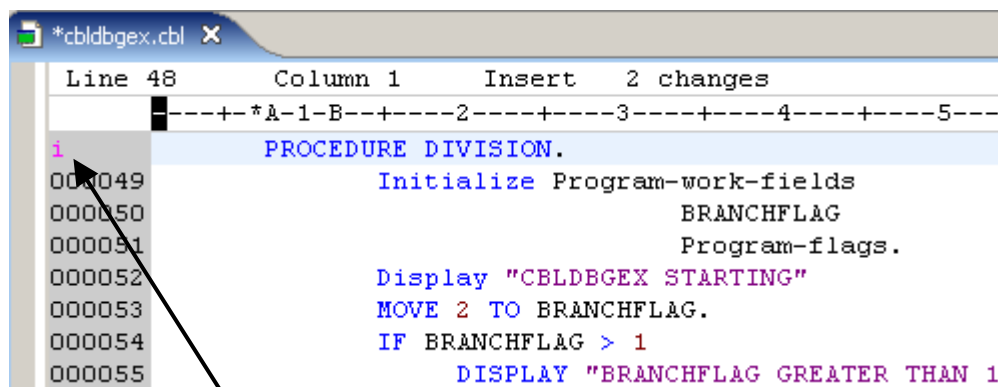 *cbldbgex.cbl
Line 48 Column 1 Insert 2 changes
----+-*A-1-B--+----2----+----3----+----4----+----5---
i PROCEDURE DIVISION.
000049 Initialize Program-work-fields
000050 BRANCHFLAG
000051 Program-flags.
000052 Display "CBLDBGEX STARTING"
000053 MOVE 2 TO BRANCHFLAG.
000054 IF BRANCHFLAG > 1
000055 DISPLAY "BRANCHFLAG GREATER THAN 1